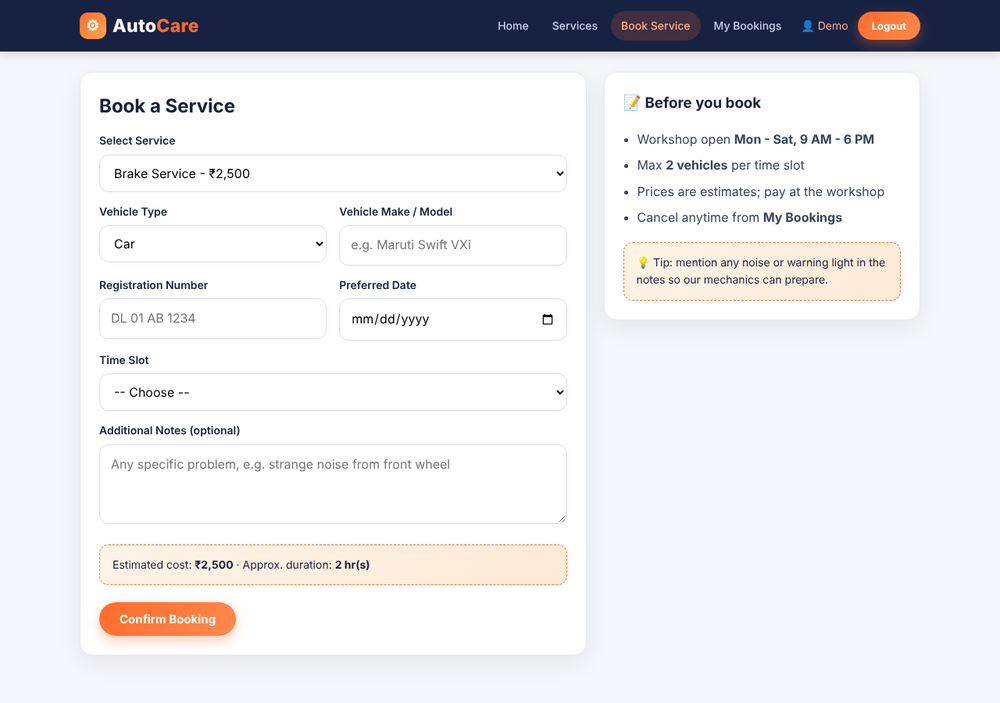 AutoCare
Home Services Book Service My Bookings 👤 Demo Logout
Book a Service
Select Service
Brake Service - ₹2,500
Vehicle Type Vehicle Make / Model
Car e.g. Maruti Swift VXi
Registration Number Preferred Date
DL 01 AB 1234 mm/dd/yyyy
Time Slot
-- Choose --
Additional Notes (optional)
Any specific problem, e.g. strange noise from front wheel
Estimated cost: ₹2,500 · Approx. duration: 2 hr(s)
Confirm Booking
📝 Before you book
• Workshop open Mon - Sat, 9 AM - 6 PM
• Max 2 vehicles per time slot
• Prices are estimates; pay at the workshop
• Cancel anytime from My Bookings
💡 Tip: mention any noise or warning light in the
notes so our mechanics can prepare.